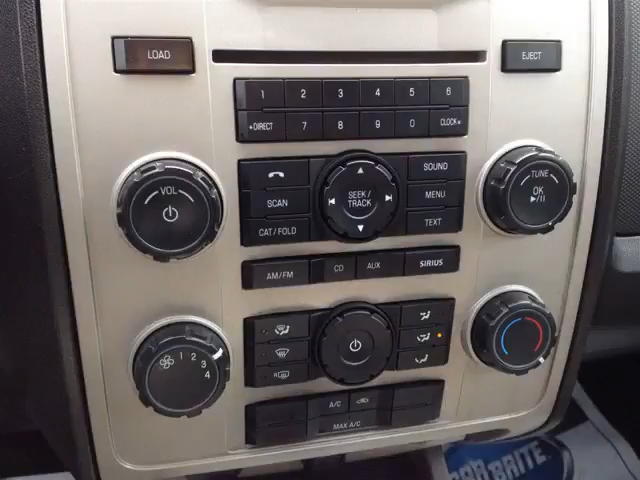 LOAD
EJECT
1 2 3 4 5 6
*DIRECT 7 8 9 0 CLOCK*
VOL
SEEK/
TRACK
SCAN
CAT/FOLD
SOUND
MENU
TEXT
TUNE
OK
AM/FM CD AUX SIRIUS
1 2 3 4
R
A/C
MAX A/C
BRITE